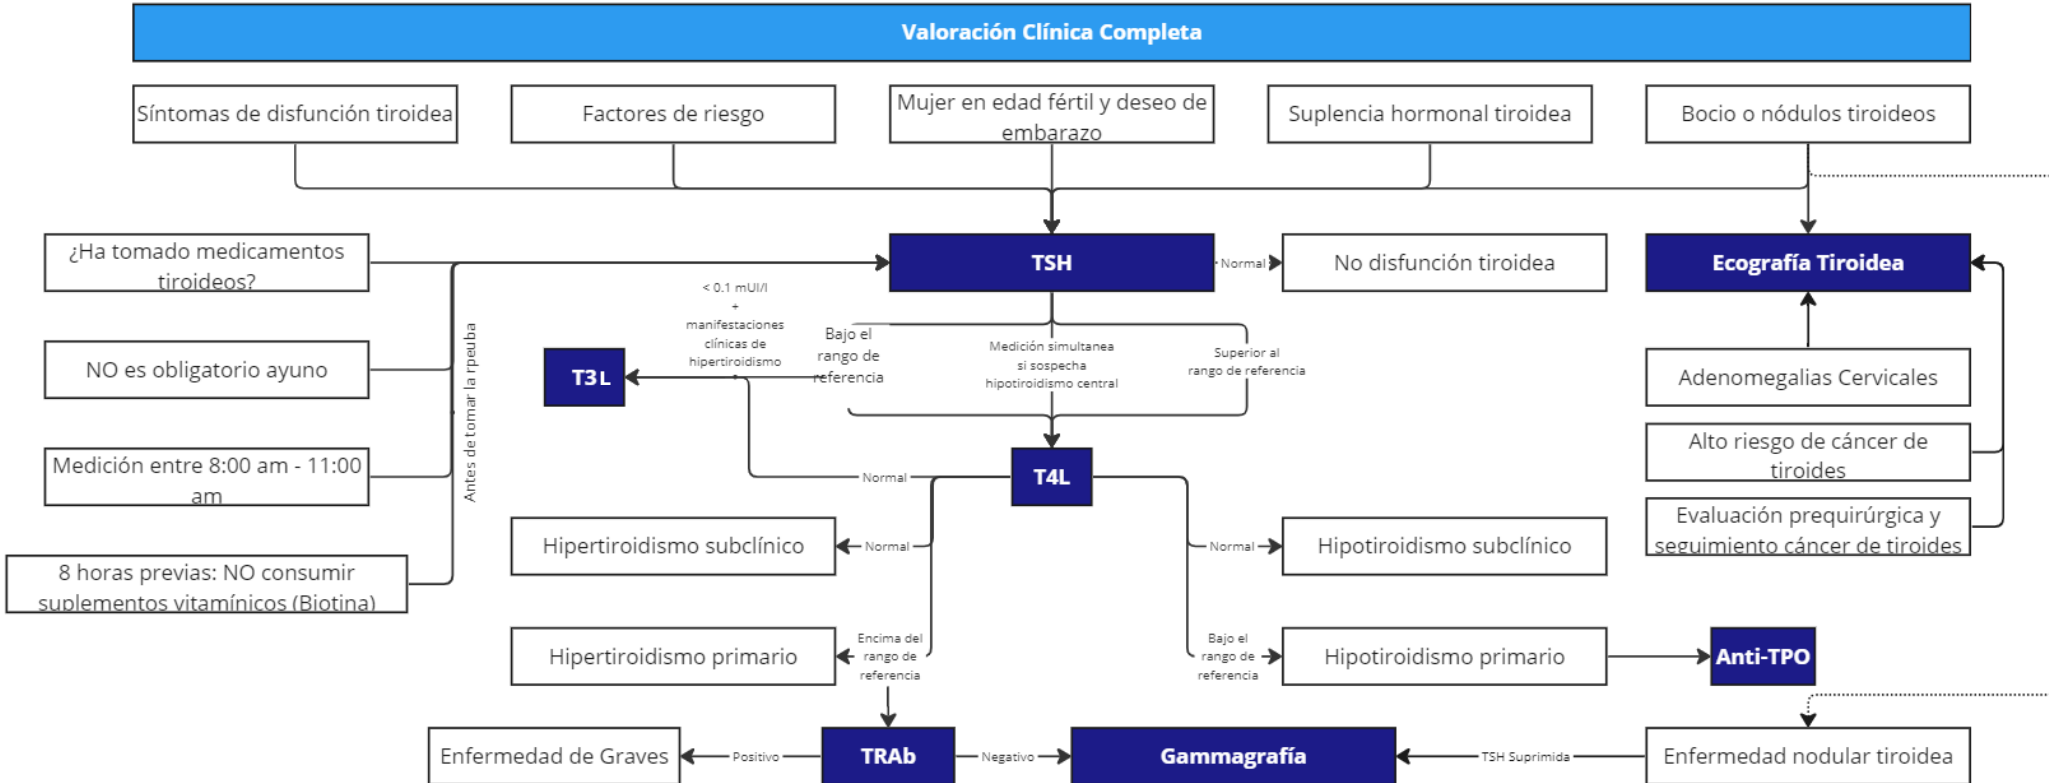 Valoración Clínica Completa
Síntomas de disfunción tiroidea
Factores de riesgo
Mujer en edad fértil y deseo de
embarazo
Suplencia hormonal tiroidea
Bocio o nódulos tiroideos
¿Ha tomado medicamentos
tiroideos?
TSH
Normal
No disfunción tiroidea
Ecografía Tiroidea
< 0.1 mUI/l
+
manifestaciones
clínicas de
hipertiroidismo
Bajo el
rango de
referencia
Medición simultanea
si sospecha
hipotiroidismo central
Superior al
rango de referencia
NO es obligatorio ayuno
Antes de tomar la rpeuba
T3L
Adenomegalias Cervicales
Medición entre 8:00 am - 11:00
am
Normal
T4L
Alto riesgo de cáncer de
tiroides
Hipertiroidismo subclínico
Normal
Normal
Hipotiroidismo subclínico
Evaluación prequirúrgica y
seguimiento cáncer de tiroides
8 horas previas: NO consumir
suplementos vitamínicos (Biotina)
Hipertiroidismo primario
Encima del
rango de
referencia
Bajo el
rango de
referencia
Hipotiroidismo primario
Anti-TPO
Enfermedad de Graves
Positivo
TRAb
Negativo
Gammagrafía
TSH Suprimida
Enfermedad nodular tiroidea